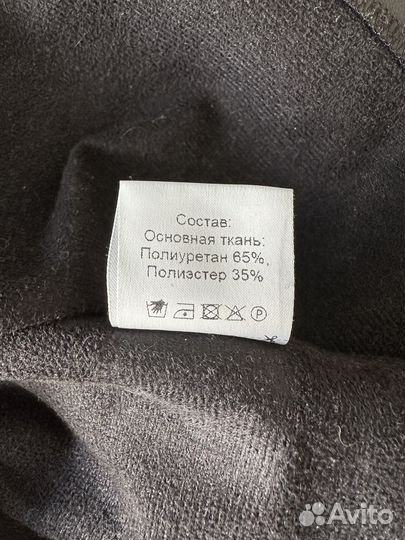 Состав:
Основная ткань:
Полиуретан 65%,
Полиэстер 35%
P
Avito